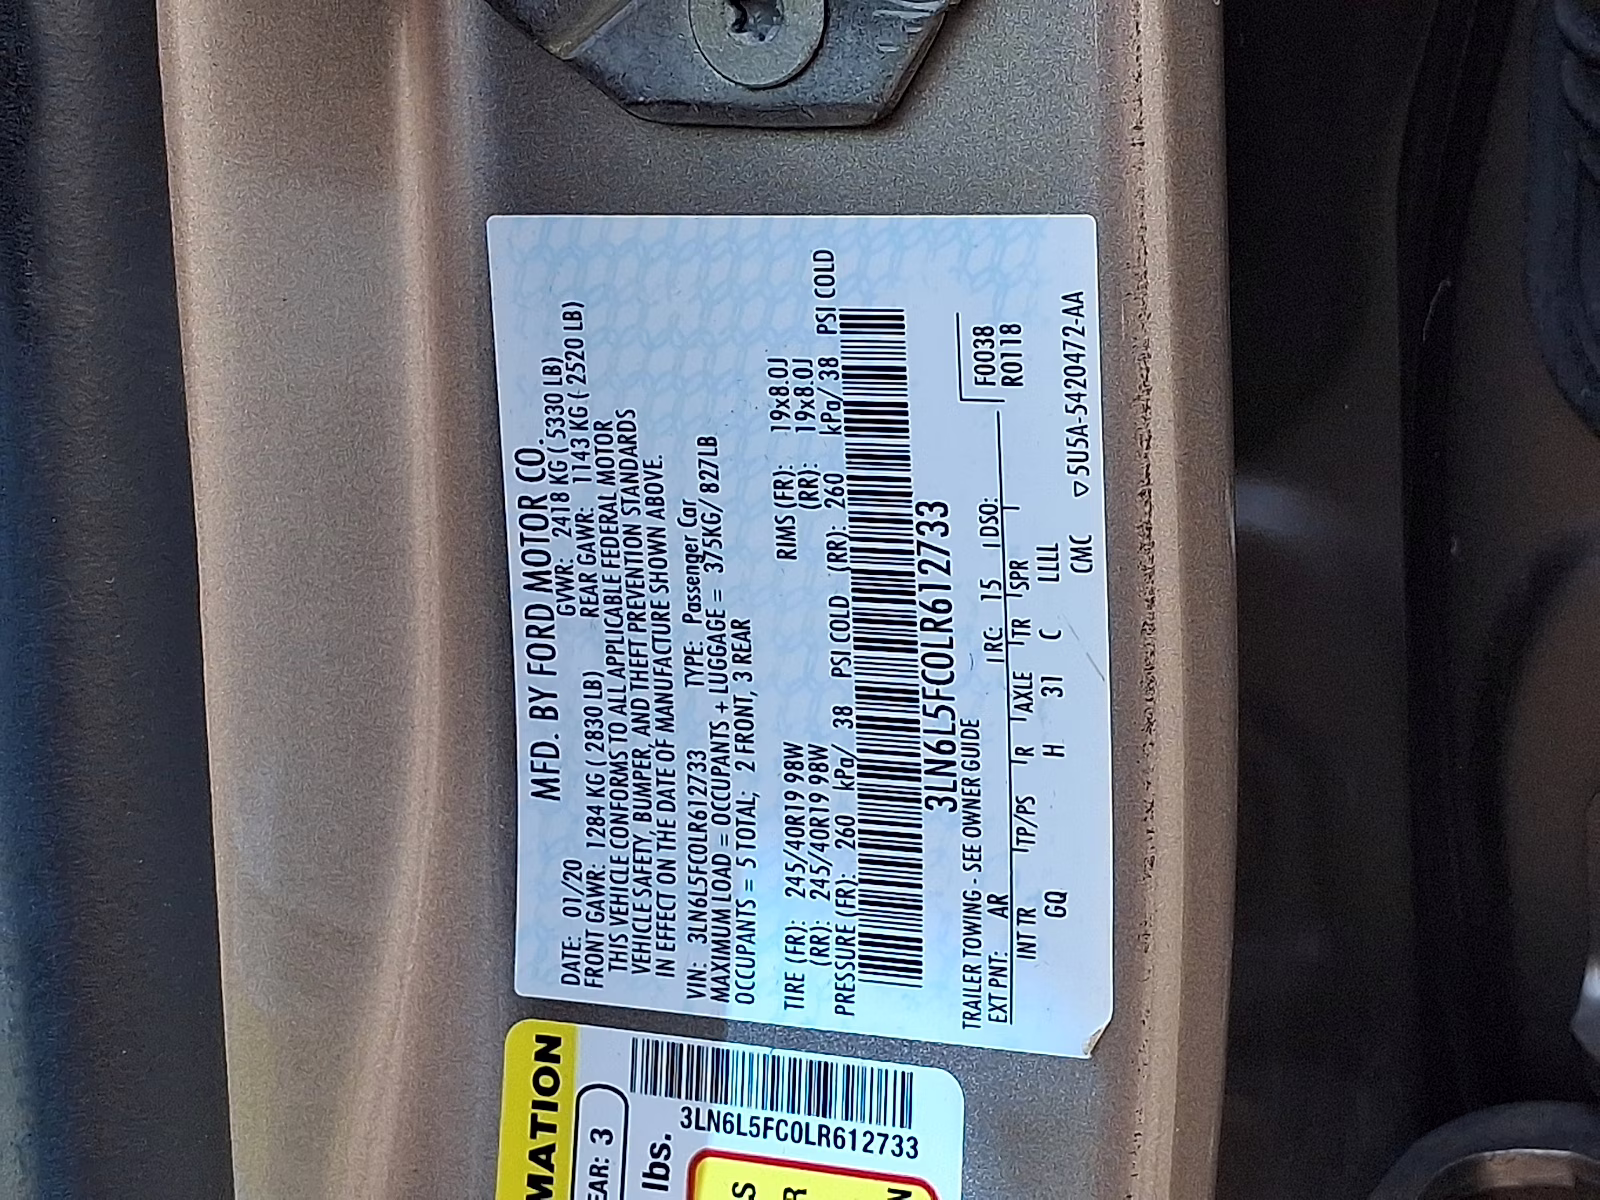 MFD. BY FORD MOTOR CO.
DATE: 01/20 GVWR: 2418 KG ( 5330 LB)
FRONT GAWR: 1284 KG ( 2830 LB) REAR GAWR: 1143 KG ( 2520 LB)
THIS VEHICLE CONFORMS TO ALL APPLICABLE FEDERAL MOTOR
VEHICLE SAFETY, BUMPER, AND THEFT PREVENTION STANDARDS
IN EFFECT ON THE DATE OF MANUFACTURE SHOWN ABOVE.
VIN: 3LN6L5FC0LR612733 TYPE: Passenger Car
MAXIMUM LOAD = OCCUPANTS + LUGGAGE = 375KG/ 827LB
OCCUPANTS = 5 TOTAL; 2 FRONT, 3 REAR
TIRE (FR): 245/40R19 98W RIMS (FR): 19x8.0J
(RR): 245/40R19 98W (RR): 19x8.0J
PRESSURE (FR): 260 kPa/ 38 PSI COLD (RR): 260 kPa/ 38 PSI COLD
3LN6L5FC0LR612733
TRAILER TOWING - SEE OWNER GUIDE F0038
EXT PNT: AR RC: 15 DSO: R0118
INT TR TP/PS R AXLE TR SPR
GQ H 31 C LLL
CMC ▽5U5A-5420472-AA
MATION
EAR: 3
lbs.
3LN6L5FC0LR612733
S
R
N